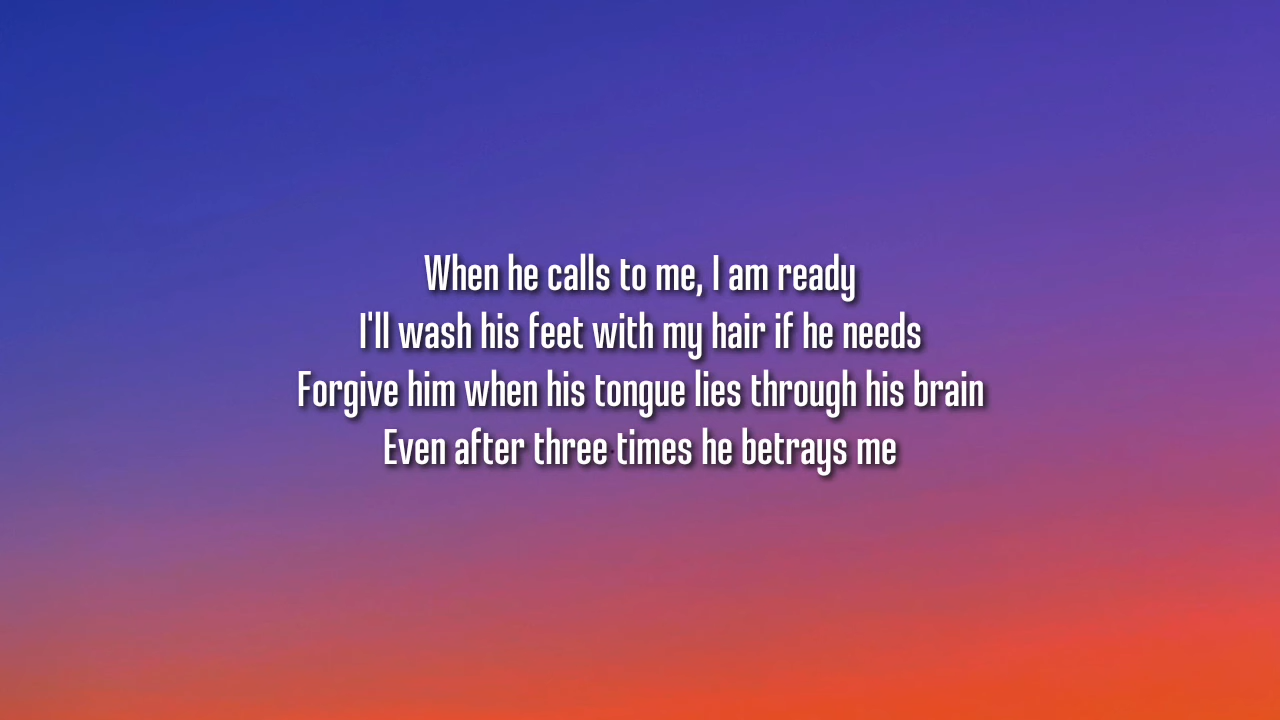 When he calls to me, I am ready
I'll wash his feet with my hair if he needs
Forgive him when his tongue lies through his brain
Even after three times he betrays me